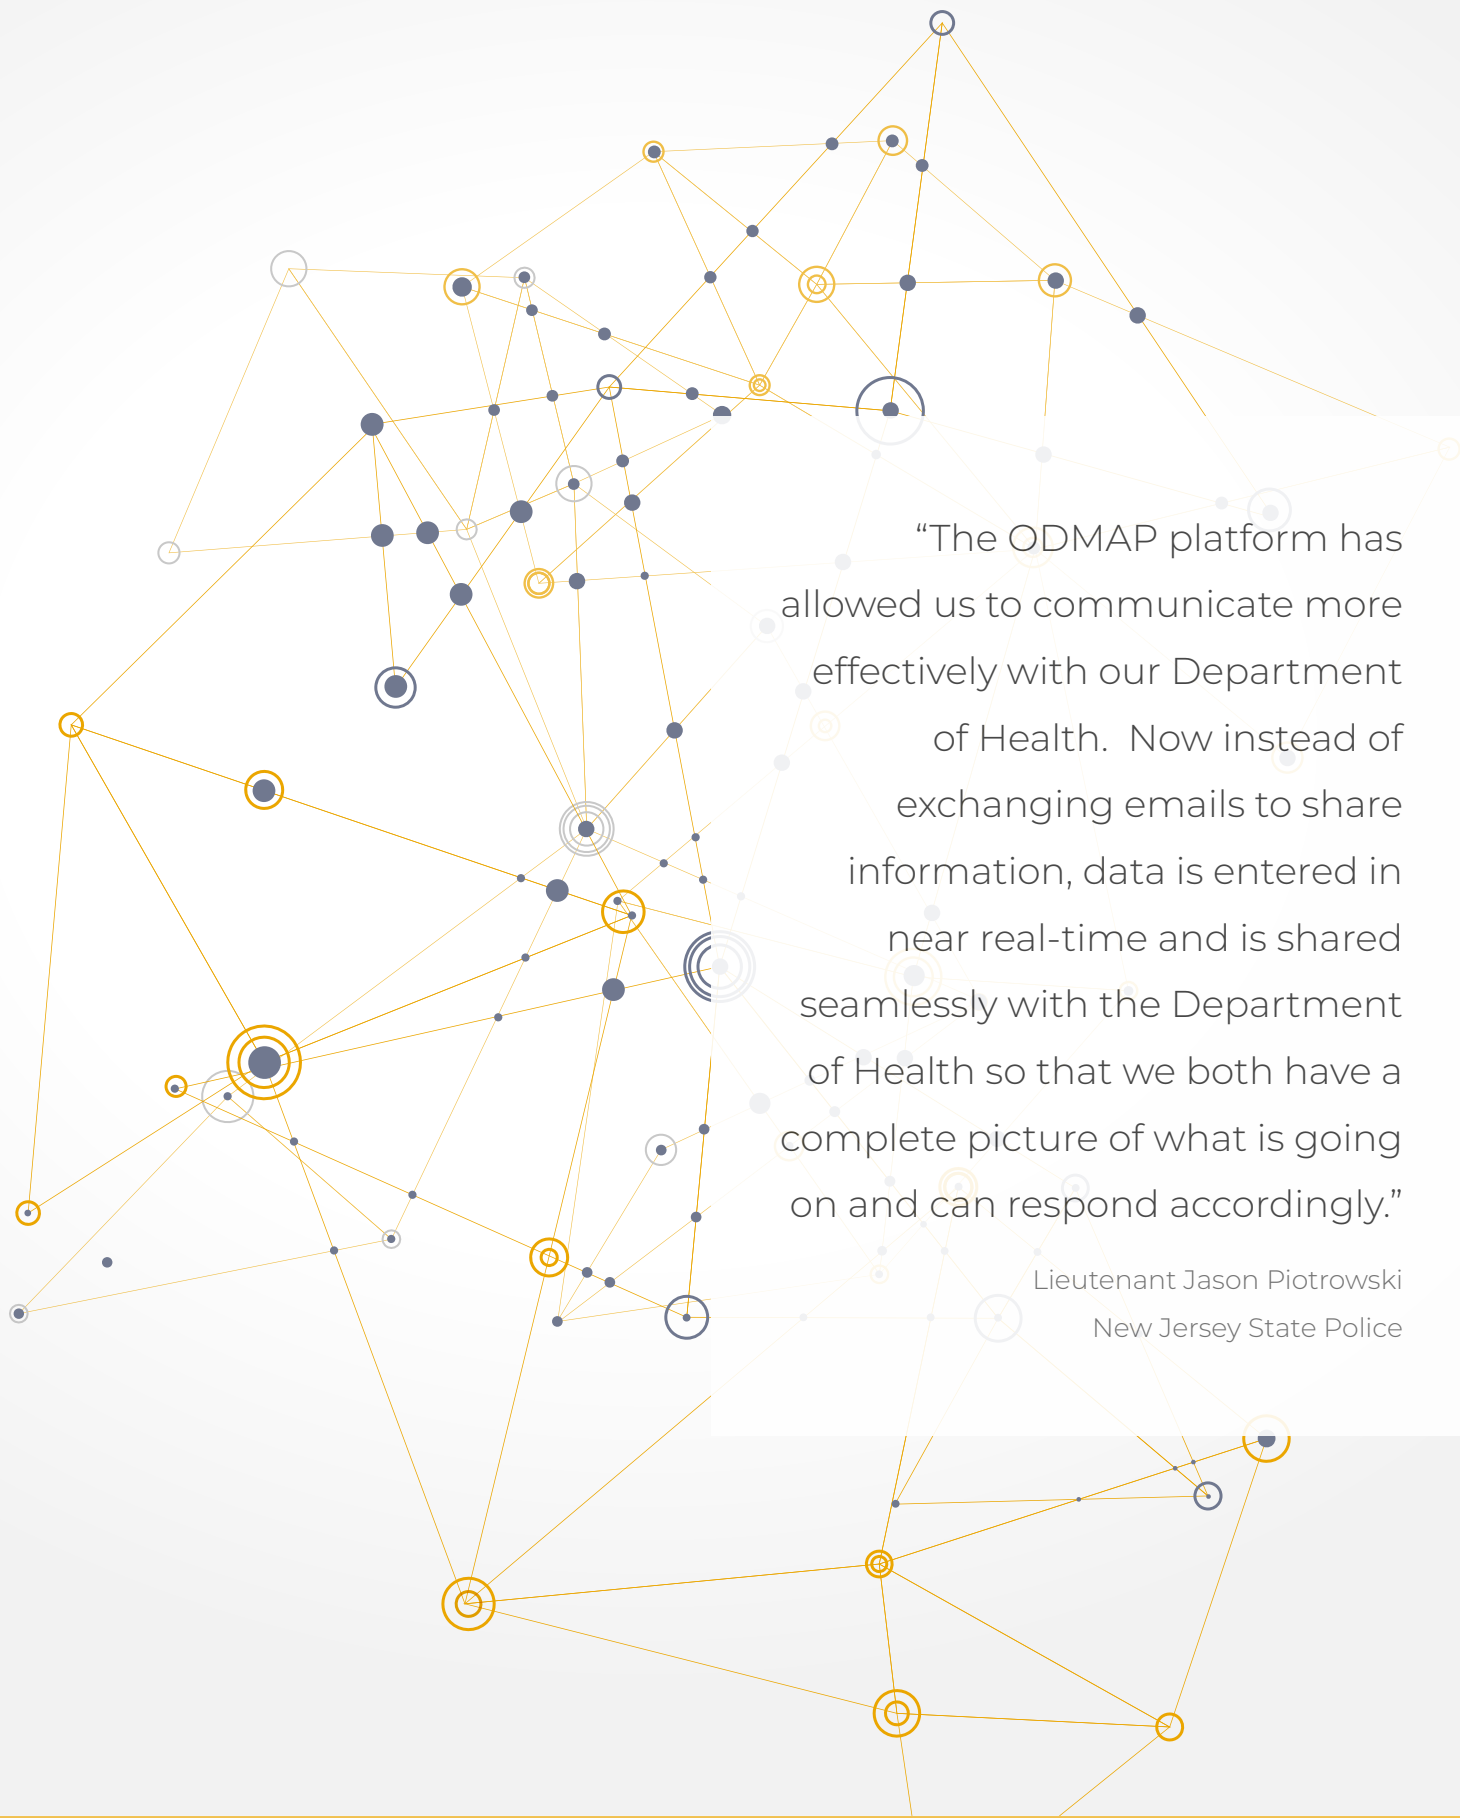 “The ODMAP platform has
allowed us to communicate more
effectively with our Department
of Health.  Now instead of
exchanging emails to share
information, data is entered in
near real-time and is shared
seamlessly with the Department
of Health so that we both have a
complete picture of what is going
on and can respond accordingly.”
Lieutenant Jason Piotrowski
New Jersey State Police